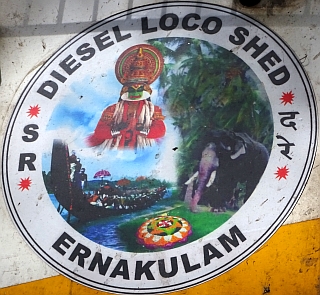 DIESEL LOCO SHED
SR
ERNAKULAM